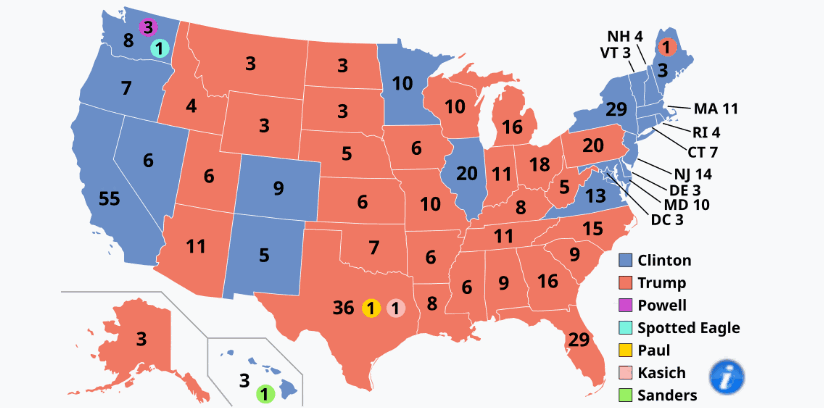 NH 4
VT 3
3
8
1
1
3
3
3
10
7
10
29
MA 11
4
3
3
16
RI 4
20
CT 7
6
5
6
18
6
9
20
11
NJ 14
5
DE 3
55
6
10
13
MD 10
8
DC 3
11
5
7
11
15
6
9
Clinton
6
9
16
Trump
36
1
1
8
Powell
Spotted Eagle
3
29
Paul
3
Kasich
1
Sanders
i